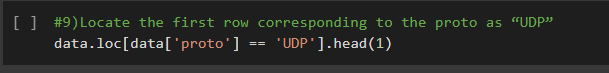 [ ] #9)Locate the first row corresponding to the proto as “UDP”
data.loc[data['proto'] == 'UDP'].head(1)